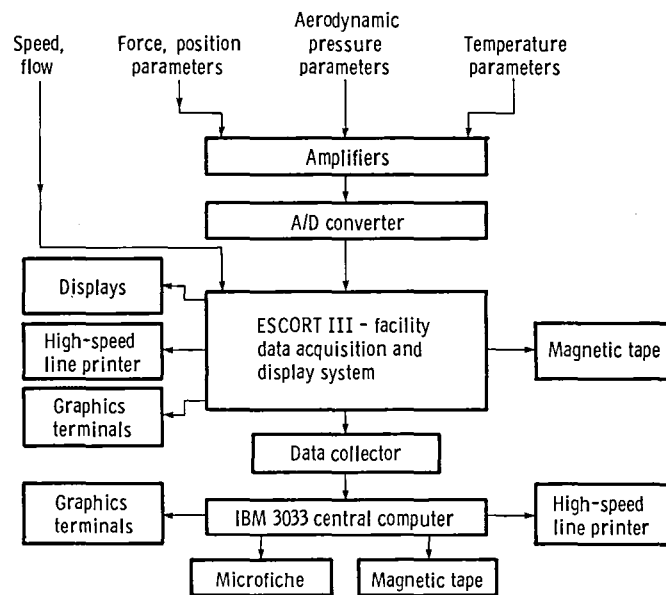 Speed,
flow
Force, position
parameters
Aerodynamic
pressure
parameters
Temperature
parameters
Amplifiers
A/D converter
Displays
High-speed
line printer
Graphics
terminals
ESCORT III - facility
data acquisition and
display system
Magnetic tape
Data collector
Graphics
terminals
IBM 3033 central computer
High-speed
line printer
Microfiche
Magnetic tape